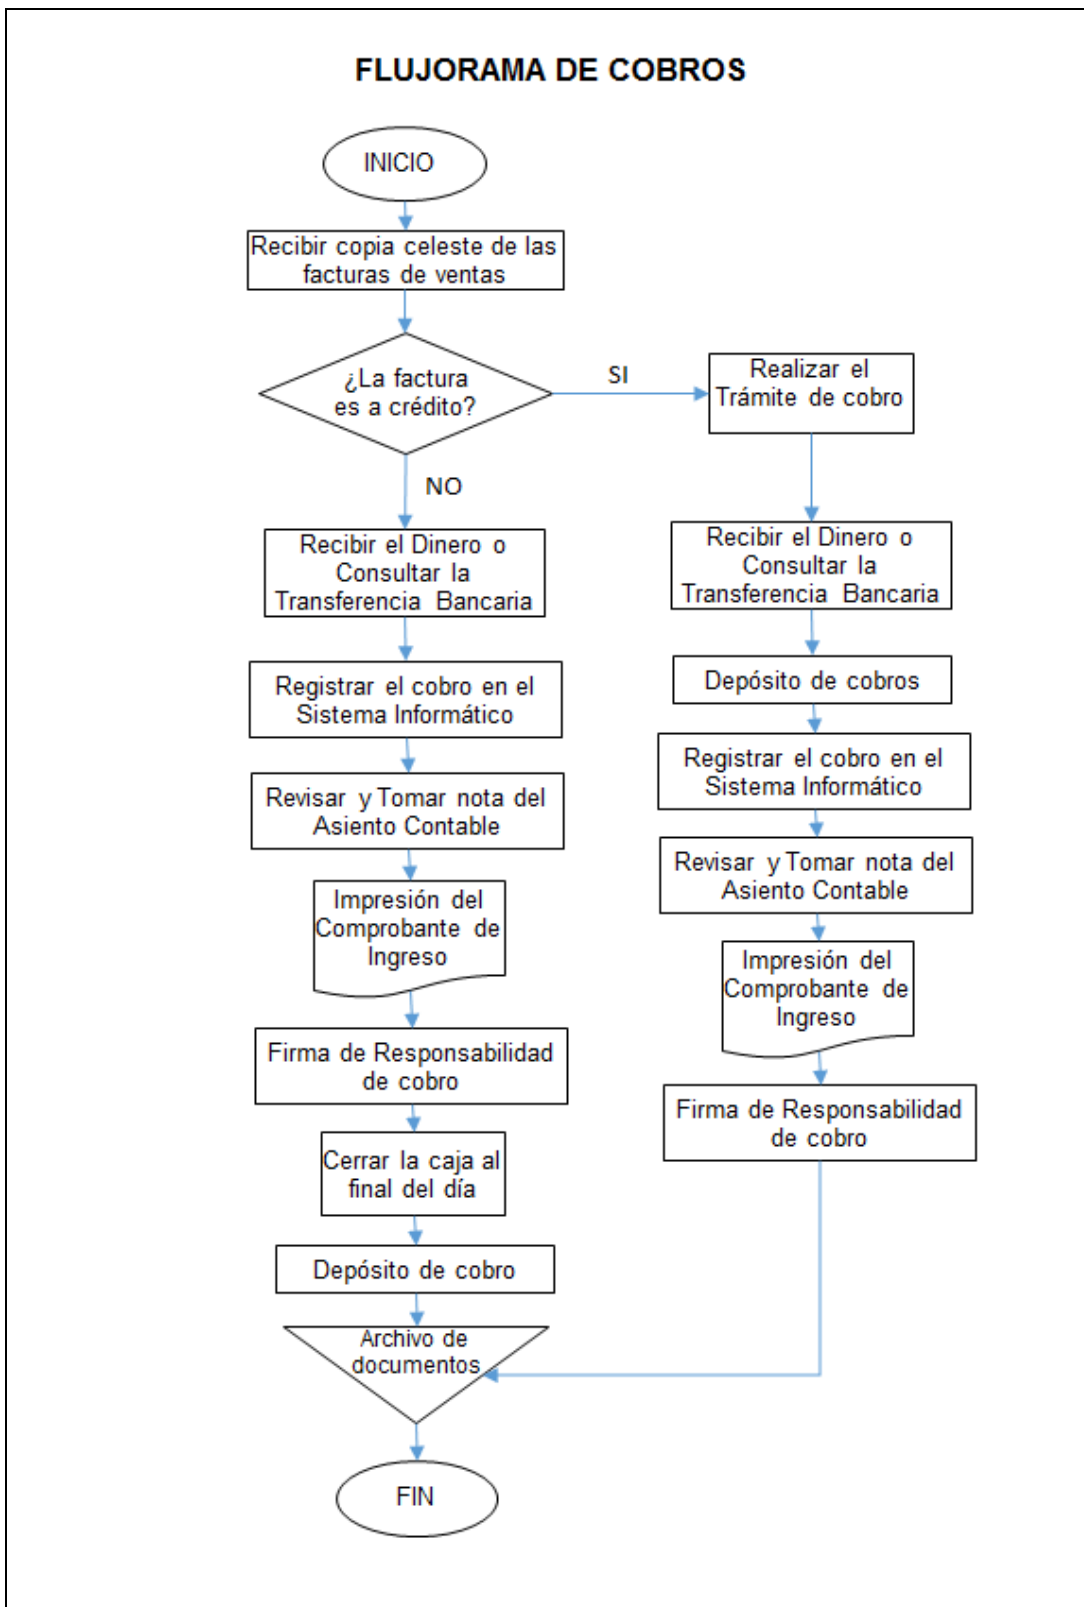 FLUJORAMA DE COBROS
INICIO
Recibir copia celeste de las
facturas de ventas
¿La factura
es a crédito?
SI
Realizar el
Trámite de cobro
NO
Recibir el Dinero o
Consultar la
Transferencia Bancaria
Registrar el cobro en el
Sistema Informático
Revisar y Tomar nota del
Asiento Contable
Impresión del
Comprobante de
Ingreso
Firma de Responsabilidad
de cobro
Cerrar la caja al
final del día
Depósito de cobro
Recibir el Dinero o
Consultar la
Transferencia Bancaria
Depósito de cobros
Registrar el cobro en el
Sistema Informático
Revisar y Tomar nota del
Asiento Contable
Impresión del
Comprobante de
Ingreso
Firma de Responsabilidad
de cobro
Archivo de
documentos
FIN